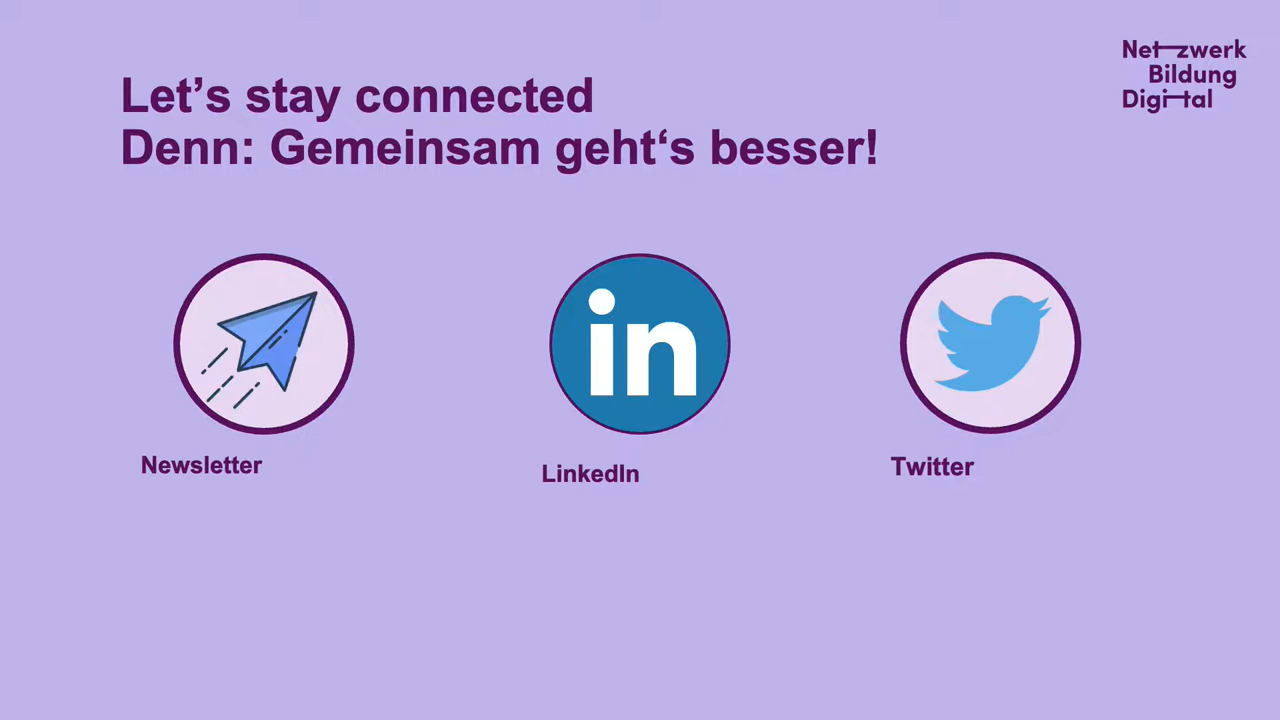 Netzwerk
Bildung
Digital
Let’s stay connected
Denn: Gemeinsam geht‘s besser!
in
Newsletter
LinkedIn
Twitter